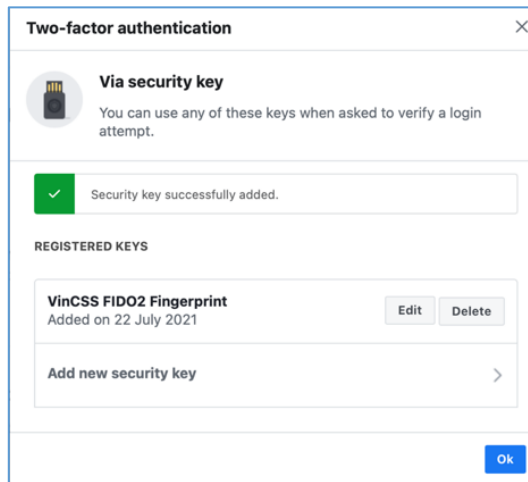 Two-factor authentication
Via security key
You can use any of these keys when asked to verify a login
attempt.
Security key successfully added.
REGISTERED KEYS
VinCSS FIDO2 Fingerprint
Added on 22 July 2021
Edit
Delete
Add new security key
Ok